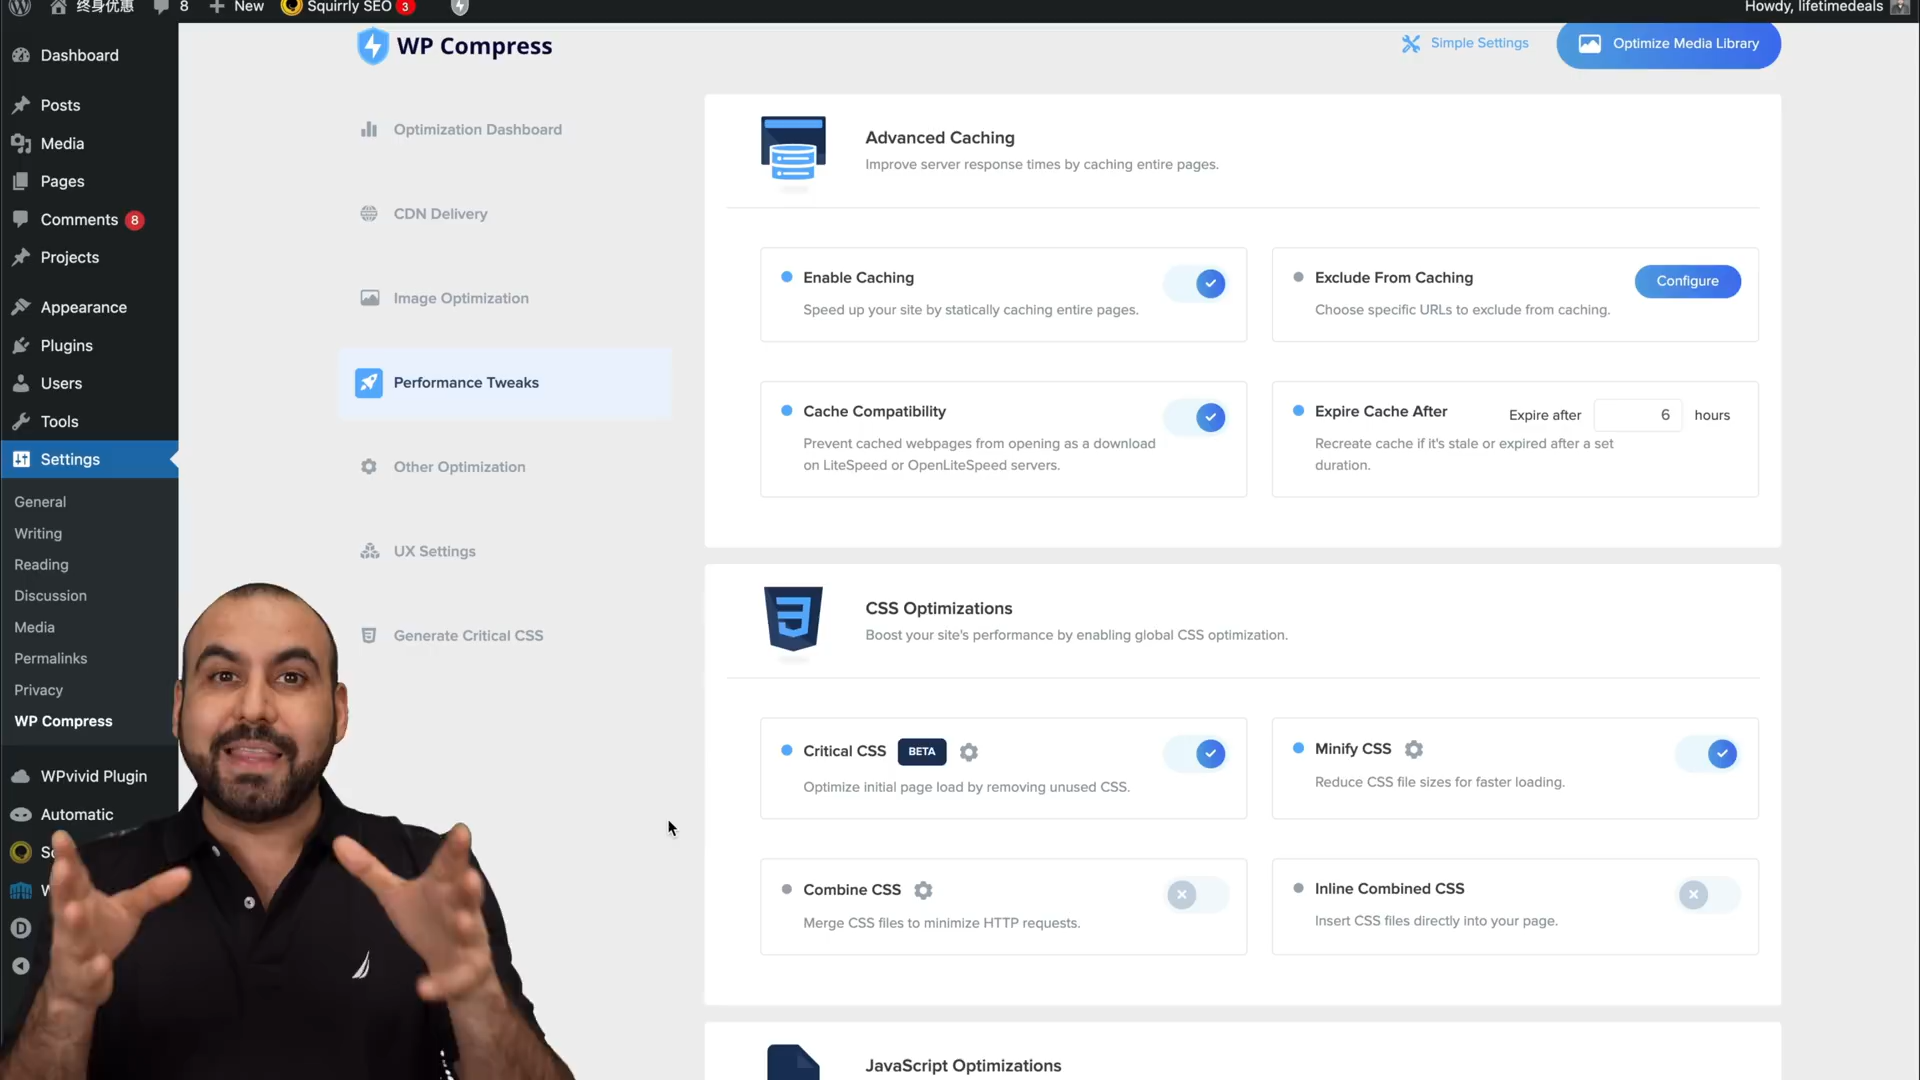 终身优惠
8
New
Squirrly SEO 3
Howdy, lifetimedeals
Dashboard
Posts
Media
Pages
Comments 8
Projects
Appearance
Plugins
Users
Tools
Settings
General
Writing
Reading
Discussion
Media
Permalinks
Privacy
WP Compress
WPvivid Plugin
Automatic
WP Compress
Simple Settings
Optimize Media Library
Optimization Dashboard
CDN Delivery
Image Optimization
Performance Tweaks
Other Optimization
UX Settings
Generate Critical CSS
Advanced Caching
Improve server response times by caching entire pages.
Enable Caching
Speed up your site by statically caching entire pages.
Exclude From Caching
Choose specific URLs to exclude from caching.
Configure
Cache Compatibility
Prevent cached webpages from opening as a download
on LiteSpeed or OpenLiteSpeed servers.
Expire Cache After
Expire after 6 hours
Recreate cache if it's stale or expired after a set
duration.
CSS Optimizations
Boost your site's performance by enabling global CSS optimization.
Critical CSS BETA
Optimize initial page load by removing unused CSS.
Minify CSS
Reduce CSS file sizes for faster loading.
Combine CSS
Merge CSS files to minimize HTTP requests.
Inline Combined CSS
Insert CSS files directly into your page.
JavaScript Optimizations